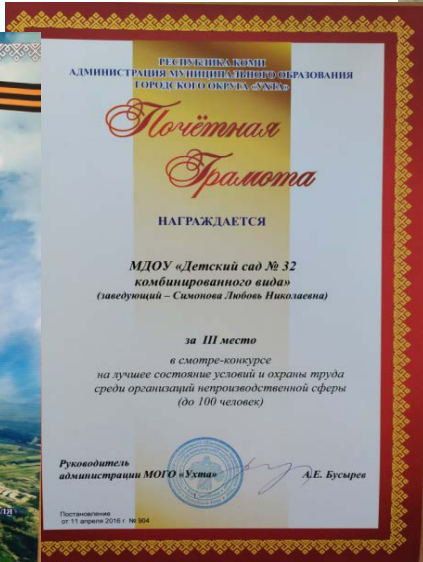 РЕСПУБЛИКА КОМИ
АДМИНИСТРАЦИЯ МУНИЦИПАЛЬНОГО ОБРАЗОВАНИЯ
ГОРОДСКОГО ОКРУГА «УХТА»
Почётная
Грамота
НАГРАЖДАЕТСЯ
МДОУ «Детский сад № 32
комбинированного вида»
(заведующий – Симонова Любовь Николаевна)
за III место
в смотре-конкурсе
на лучшее состояние условий и охраны труда
среди организаций непроизводственной сферы
(до 100 человек)
Руководитель
администрации МОГО «Ухта» А.Е. Бусырев
Постановление
от 11 апреля 2016 г. № 904